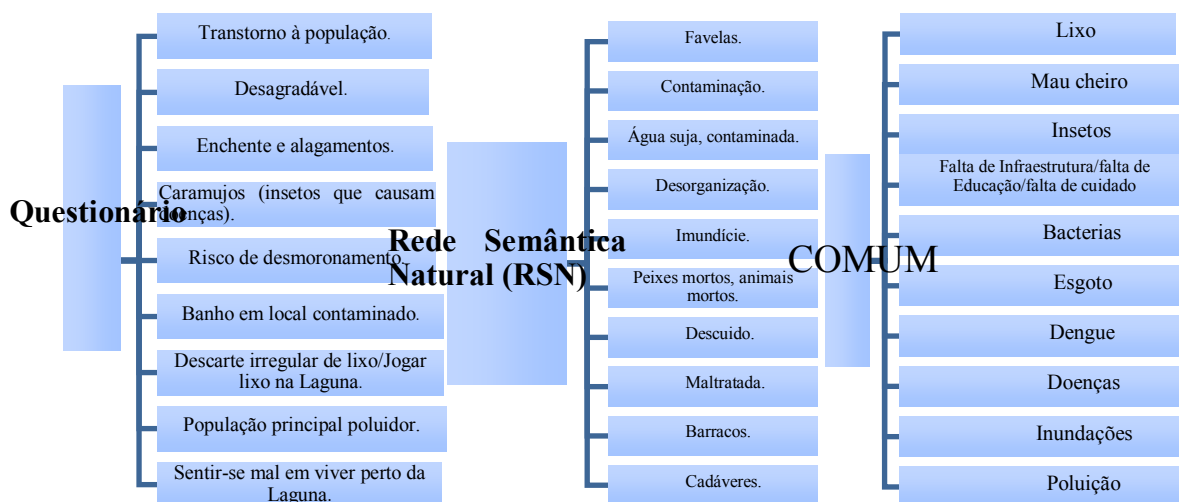 Questionário
Transtorno à população.
Desagradável.
Enchente e alagamentos.
Caramujos (insetos que causam
doenças).
Risco de desmoronamento.
Banho em local contaminado.
Descarte irregular de lixo/Jogar
lixo na Laguna.
População principal poluidor.
Sentir-se mal em viver perto da
Laguna.
Rede Semântica
Natural (RSN)
Favelas.
Contaminação.
Água suja, contaminada.
Desorganização.
Imundície.
Peixes mortos, animais
mortos.
Descuido.
Maltratada.
Barracos.
Cadáveres.
COMUM
Lixo
Mau cheiro
Insetos
Falta de Infraestrutura/falta de
Educação/falta de cuidado
Bacterias
Esgoto
Dengue
Doenças
Inundações
Poluição